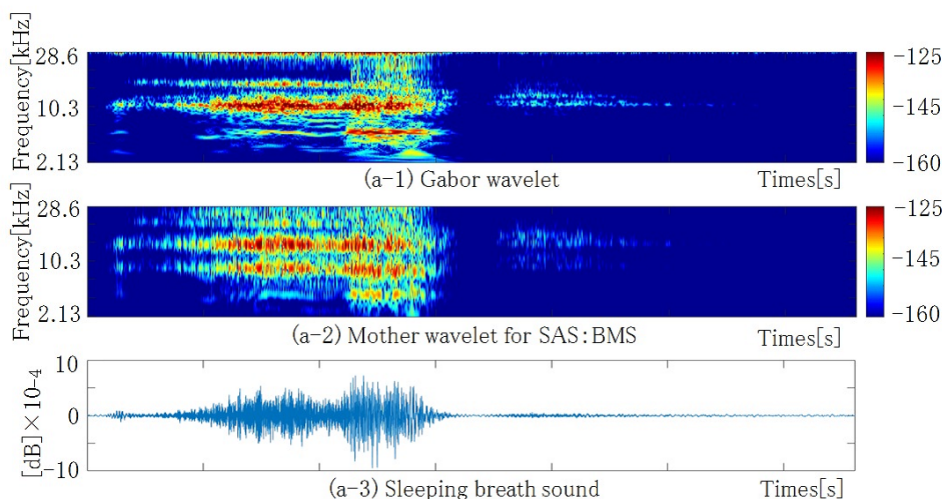 Frequency[kHz]
28.6
10.3
2.13
-125
-145
-160
(a-1) Gabor wavelet
Times[s]
Frequency[kHz]
28.6
10.3
2.13
-125
-145
-160
(a-2) Mother wavelet for SAS:BMS
Times[s]
[dB]×10-4
10
0
-10
(a-3) Sleeping breath sound
Times[s]